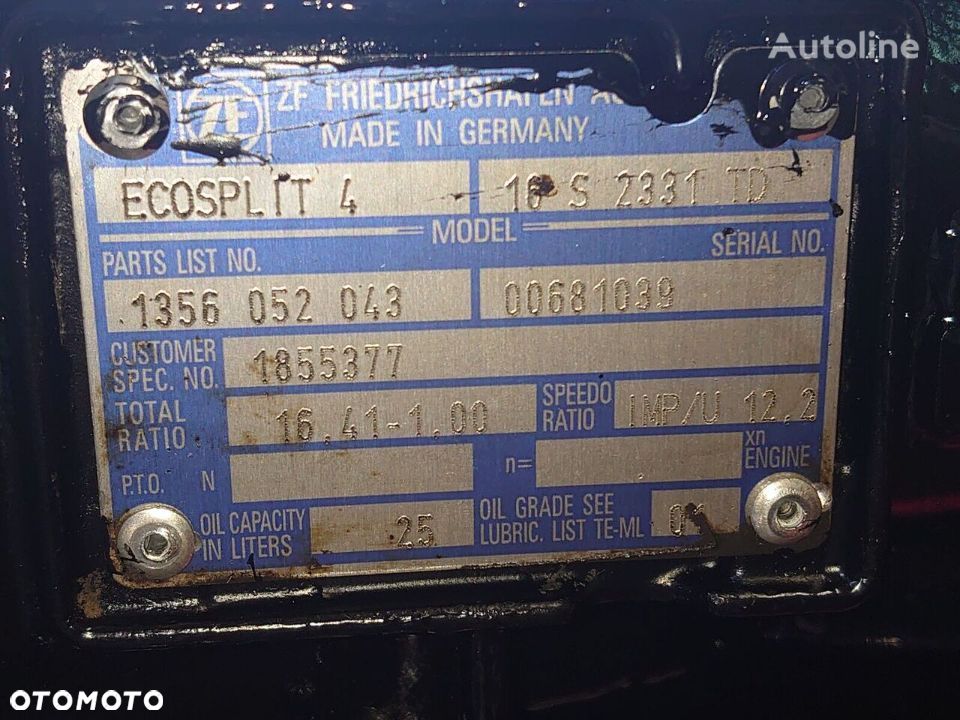 Autoline
ZF
ZF FRIEDRICHSHAFEN
MADE IN GERMANY
ECOSPLIT 4 16 S 2331 TD
MODEL
PARTS LIST NO. SERIAL NO.
1356 052 043 00681039
CUSTOMER
SPEC. NO. 1855377
TOTAL
RATIO 16,41-1,00 SPEEDO
RATIO IMP/U 12,2
P.T.O. N n= xn
ENGINE
OIL CAPACITY
IN LITERS 25 OIL GRADE SEE
LUBRIC. LIST TE-ML
OTOMOTO